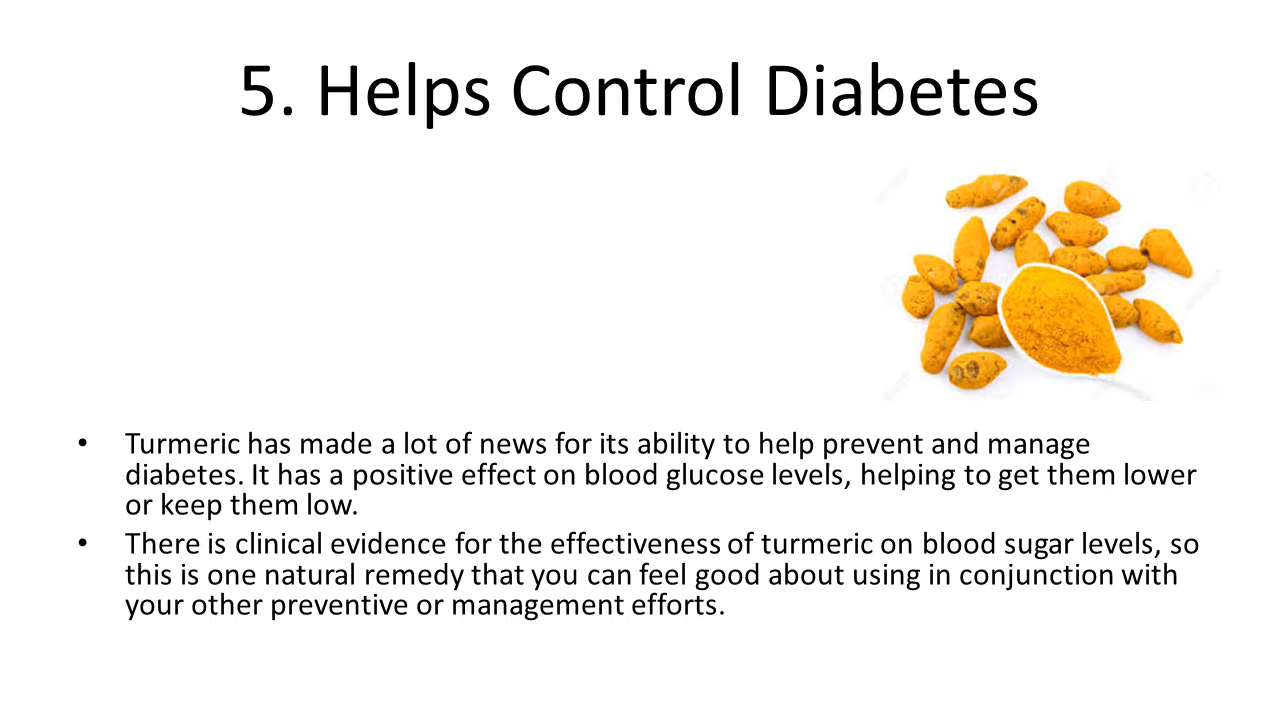 5. Helps Control Diabetes
• Turmeric has made a lot of news for its ability to help prevent and manage
diabetes. It has a positive effect on blood glucose levels, helping to get them lower
or keep them low.
• There is clinical evidence for the effectiveness of turmeric on blood sugar levels, so
this is one natural remedy that you can feel good about using in conjunction with
your other preventive or management efforts.